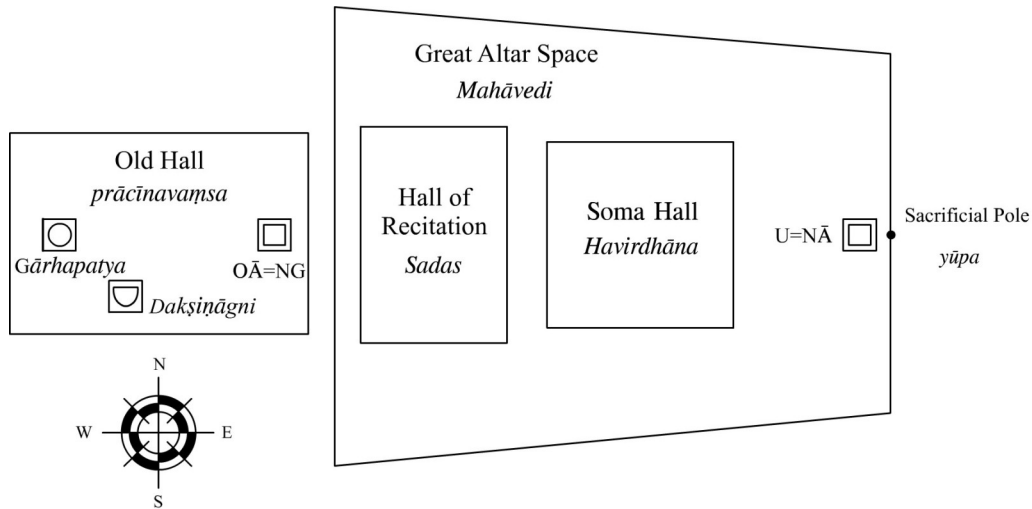 Great Altar Space
Mahāvedi
Old Hall
prācīnavaṃsa
Gārhapatya
OĀ=NG
Dakṣiṇāgni
Hall of
Recitation
Sadas
Soma Hall
Havirdhāna
U=NĀ
Sacrificial Pole
yūpa
N
W
E
S